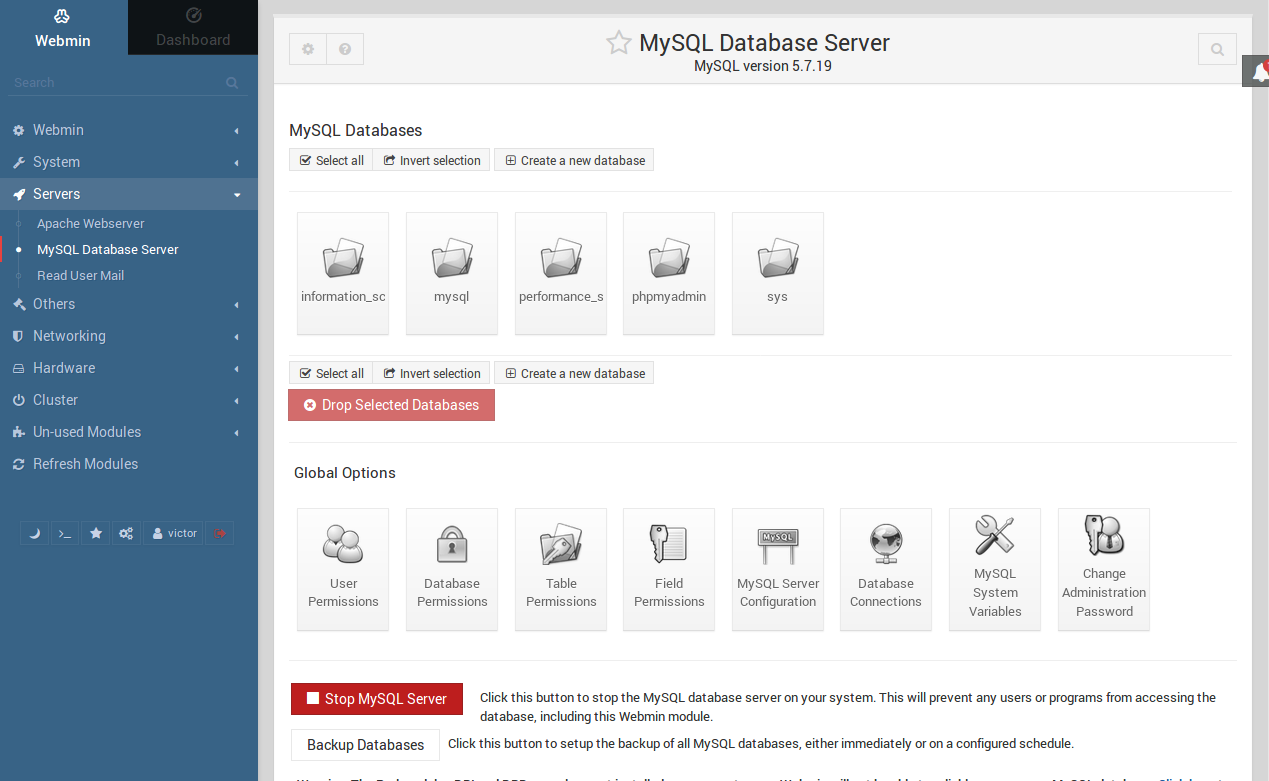 Webmin
Dashboard
Search
Webmin
System
Servers
Apache Webserver
MySQL Database Server
Read User Mail
Others
Networking
Hardware
Cluster
Un-used Modules
Refresh Modules
victor
MySQL Database Server
MySQL version 5.7.19
MySQL Databases
Select all Invert selection Create a new database
information_sc mysql performance_s phpmyadmin sys
Select all Invert selection Create a new database
Drop Selected Databases
Global Options
MySQL
User Permissions
Database Permissions
Table Permissions
Field Permissions
MySQL Server Configuration
Database Connections
MySQL System Variables
Change Administration Password
Stop MySQL Server
Click this button to stop the MySQL database server on your system. This will prevent any users or programs from accessing the
database, including this Webmin module.
Backup Databases
Click this button to setup the backup of all MySQL databases, either immediately or on a configured schedule.